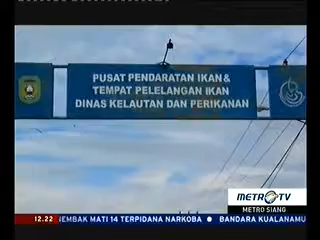 PUSAT PENDARATAN IKAN &
TEMPAT PELELANGAN IKAN
DINAS KELAUTAN DAN PERIKANAN
METRO TV
METRO SIANG
12.22 EMBAK MATI 14 TERPIDANA NARKOBA • BANDARA KUALANAMU